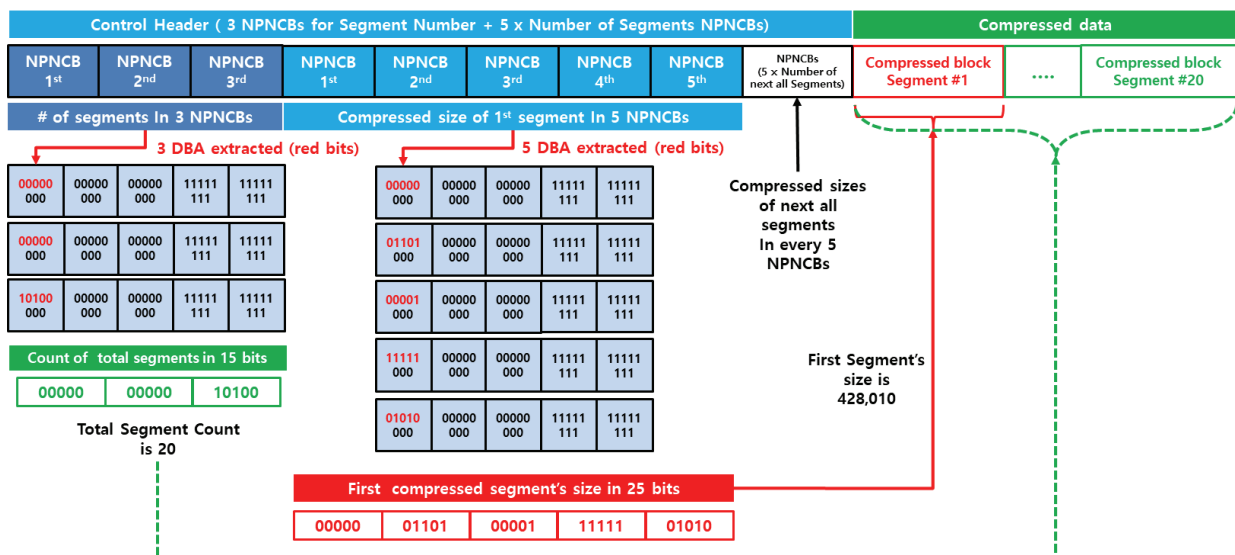 Control Header ( 3 NPNCBs for Segment Number + 5 x Number of Segments NPNCBs)
Compressed data
NPNCB 1st
NPNCB 2nd
NPNCB 3rd
NPNCB 1st
NPNCB 2nd
NPNCB 3rd
NPNCB 4th
NPNCB 5th
NPNCBs
(5 x Number of
next all Segments)
Compressed block
Segment #1
....
Compressed block
Segment #20
# of segments In 3 NPNCBs
Compressed size of 1st segment In 5 NPNCBs
3 DBA extracted (red bits)
5 DBA extracted (red bits)
00000 00000 00000 11111 11111
000 000 000 111 111
00000 00000 00000 11111 11111
000 000 000 111 111
10100 00000 00000 11111 11111
000 000 000 111 111
00000 00000 00000 11111 11111
000 000 000 111 111
01101 00000 00000 11111 11111
000 000 000 111 111
00001 00000 00000 11111 11111
000 000 000 111 111
11111 00000 00000 11111 11111
000 000 000 111 111
01010 00000 00000 11111 11111
000 000 000 111 111
Compressed sizes
of next all
segments
In every 5
NPNCBs
Count of total segments in 15 bits
00000 00000 10100
Total Segment Count
is 20
First Segment's
size is
428,010
First compressed segment's size in 25 bits
00000 01101 00001 11111 01010